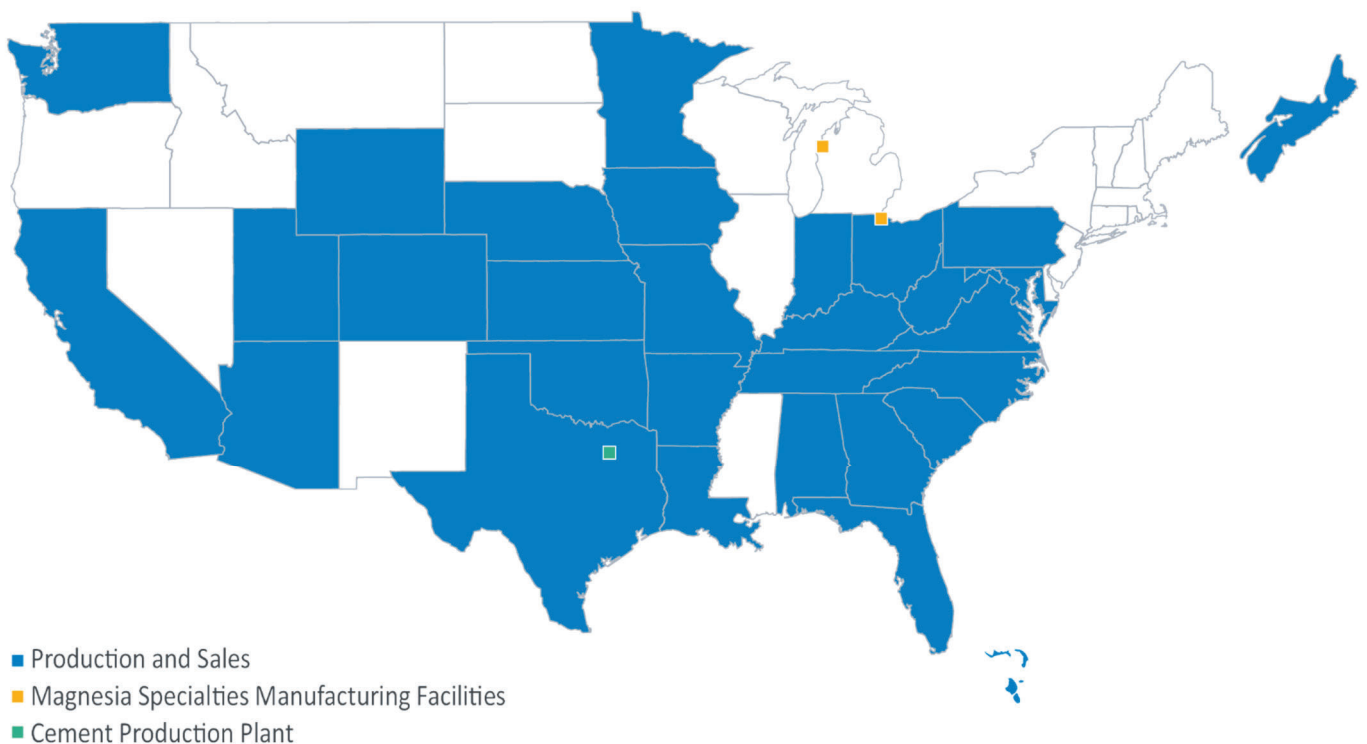 Production and Sales
Magnesia Specialties Manufacturing Facilities
Cement Production Plant